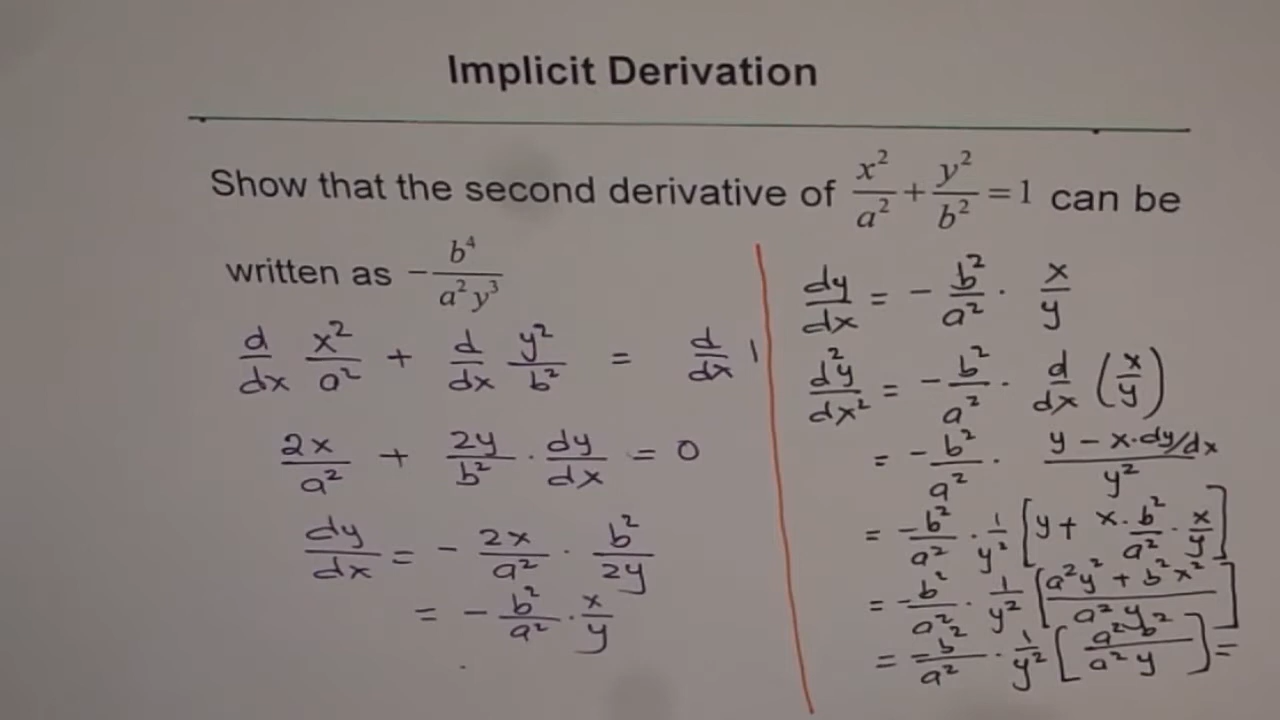 Implicit Derivation
Show that the second derivative of x²/a² + y²/b² = 1 can be
written as - b⁴/(a²y³)
d/dx x²/a² + d/dx y²/b² = d/dx 1
2x/a² + 2y/b² · dy/dx = 0
dy/dx = - 2x/a² · b²/2y
= - b²/a² · x/y
dy/dx = - b²/a² · x/y
d²y/dx² = - b²/a² · d/dx (x/y)
= - b²/a² · (y - x·dy/dx)/y²
= -b²/a² · 1/y² [y + x·b²/a² · x/y]
= -b²/a² · 1/y² [(a²y² + b²x²)/(a²y)]
= -b²/a² · 1/y² [a²b²/(a²y)] =